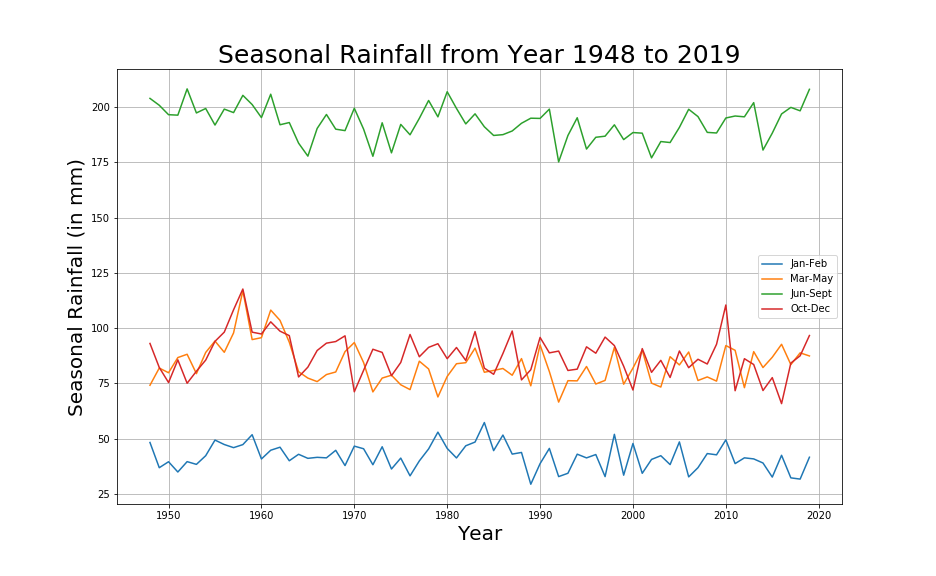 Seasonal Rainfall from Year 1948 to 2019
Seasonal Rainfall (in mm)
200
175
150
125
100
75
50
25
Jan-Feb
Mar-May
Jun-Sept
Oct-Dec
1950 1960 1970 1980 1990 2000 2010 2020
Year